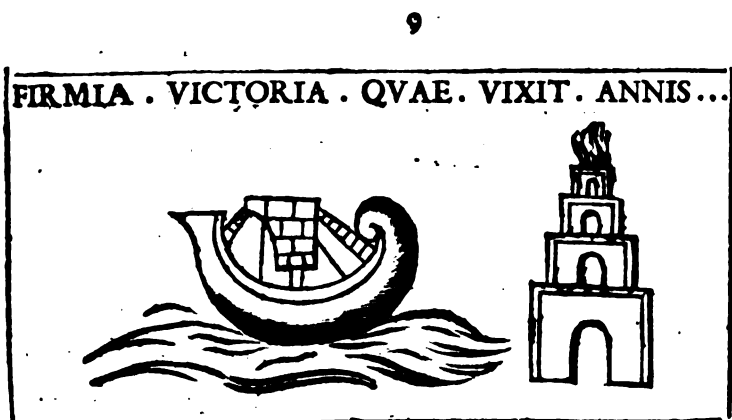 9
FIRMIA . VICTORIA . QVAE . VIXIT . ANNIS...